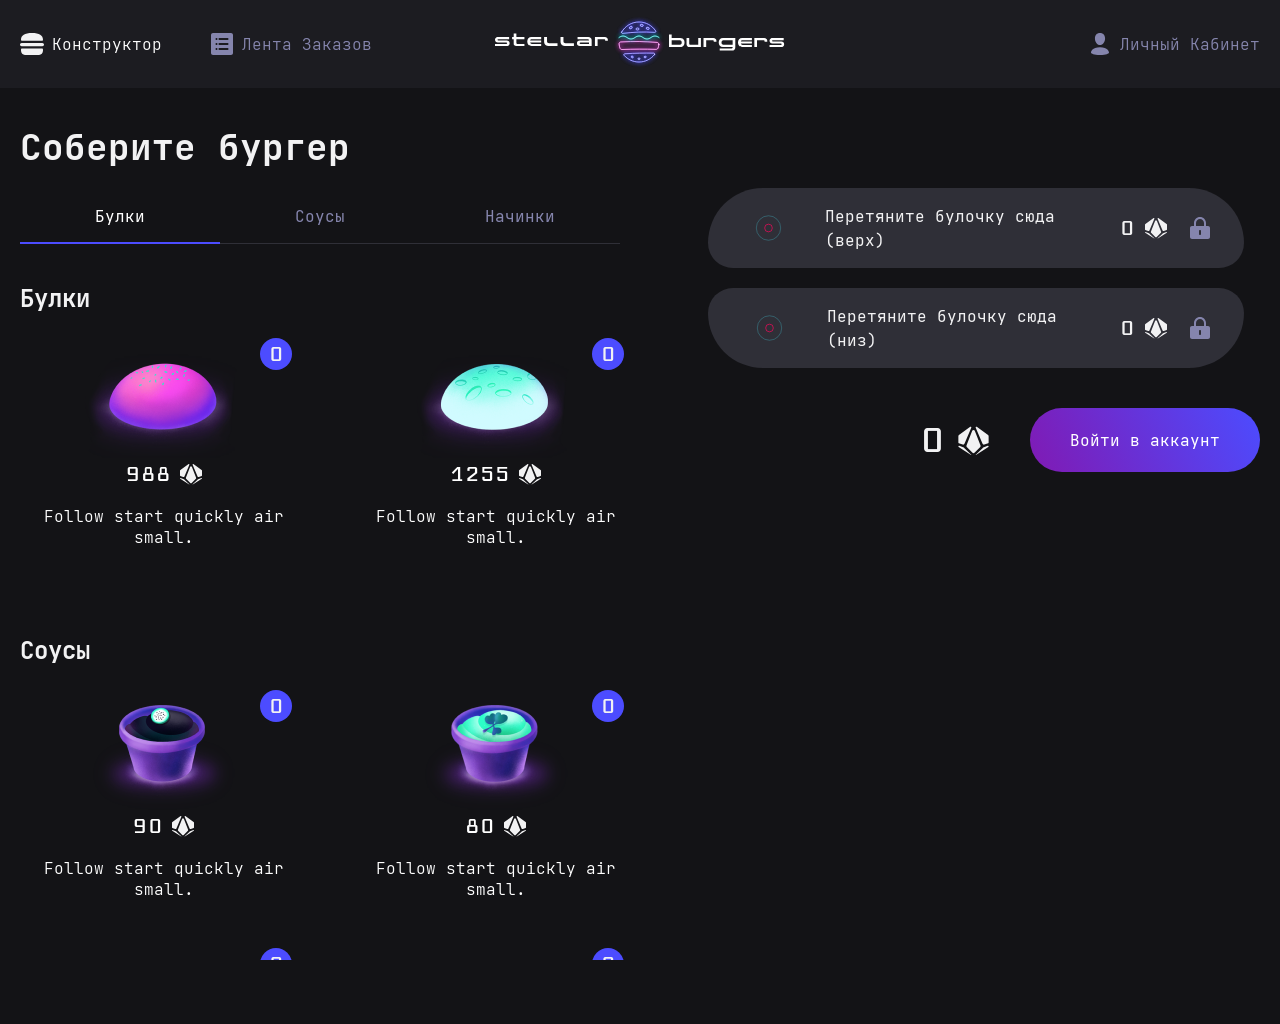 Конструктор
Лента Заказов
stellar burgers
Личный Кабинет
Соберите бургер
Булки
Соусы
Начинки
Булки
0
988
Follow start quickly air
small.
0
1255
Follow start quickly air
small.
Соусы
0
90
Follow start quickly air
small.
0
80
Follow start quickly air
small.
Перетяните булочку сюда
(верх)
0
Перетяните булочку сюда
(низ)
0
0
Войти в аккаунт